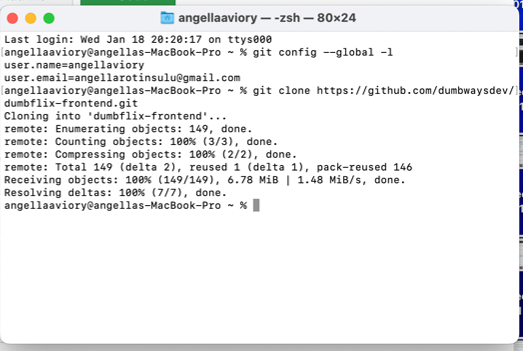 angellaaviory — -zsh — 80×24
Last login: Wed Jan 18 20:20:17 on ttys000
[angellaaviory@angellas-MacBook-Pro ~ % git config --global -l ]
user.name=angellaaviory
user.email=angellarotinsulu@gmail.com
[angellaaviory@angellas-MacBook-Pro ~ % git clone https://github.com/dumbwaysdev/]
dumbflix-frontend.git
Cloning into 'dumbflix-frontend'...
remote: Enumerating objects: 149, done.
remote: Counting objects: 100% (3/3), done.
remote: Compressing objects: 100% (2/2), done.
remote: Total 149 (delta 2), reused 1 (delta 1), pack-reused 146
Receiving objects: 100% (149/149), 6.78 MiB | 1.48 MiB/s, done.
Resolving deltas: 100% (7/7), done.
angellaaviory@angellas-MacBook-Pro ~ %